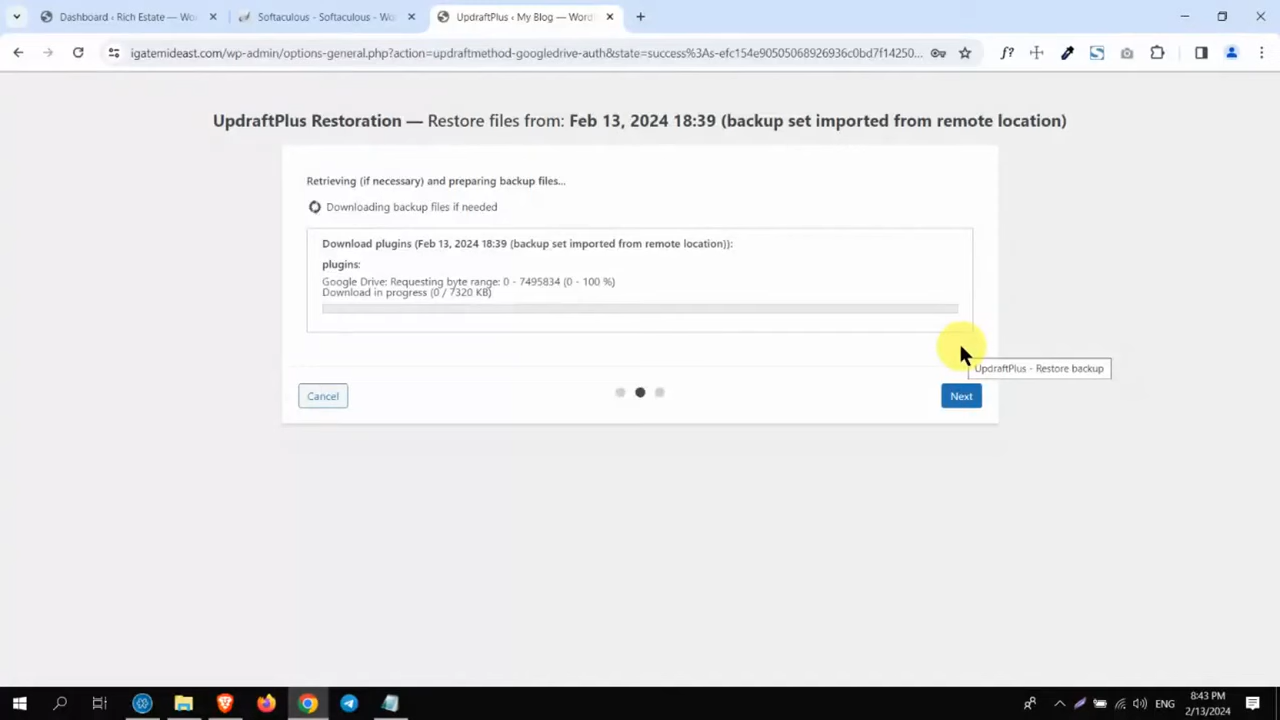 Dashboard ‹ Rich Estate — Wor
Softaculous - Softaculous - Wo
UpdraftPlus ‹ My Blog — Word
igatemideast.com/wp-admin/options-general.php?action=updraftmethod-googledrive-auth&state=success%3As-efc154e90505068926936c0bd7f14250...
f?
UpdraftPlus Restoration — Restore files from: Feb 13, 2024 18:39 (backup set imported from remote location)
Retrieving (if necessary) and preparing backup files...
Downloading backup files if needed
Download plugins (Feb 13, 2024 18:39 (backup set imported from remote location)):
plugins:
Google Drive: Requesting byte range: 0 - 7495834 (0 - 100 %)
Download in progress (0 / 7320 KB)
UpdraftPlus - Restore backup
Cancel
Next
ENG
8:43 PM
2/13/2024